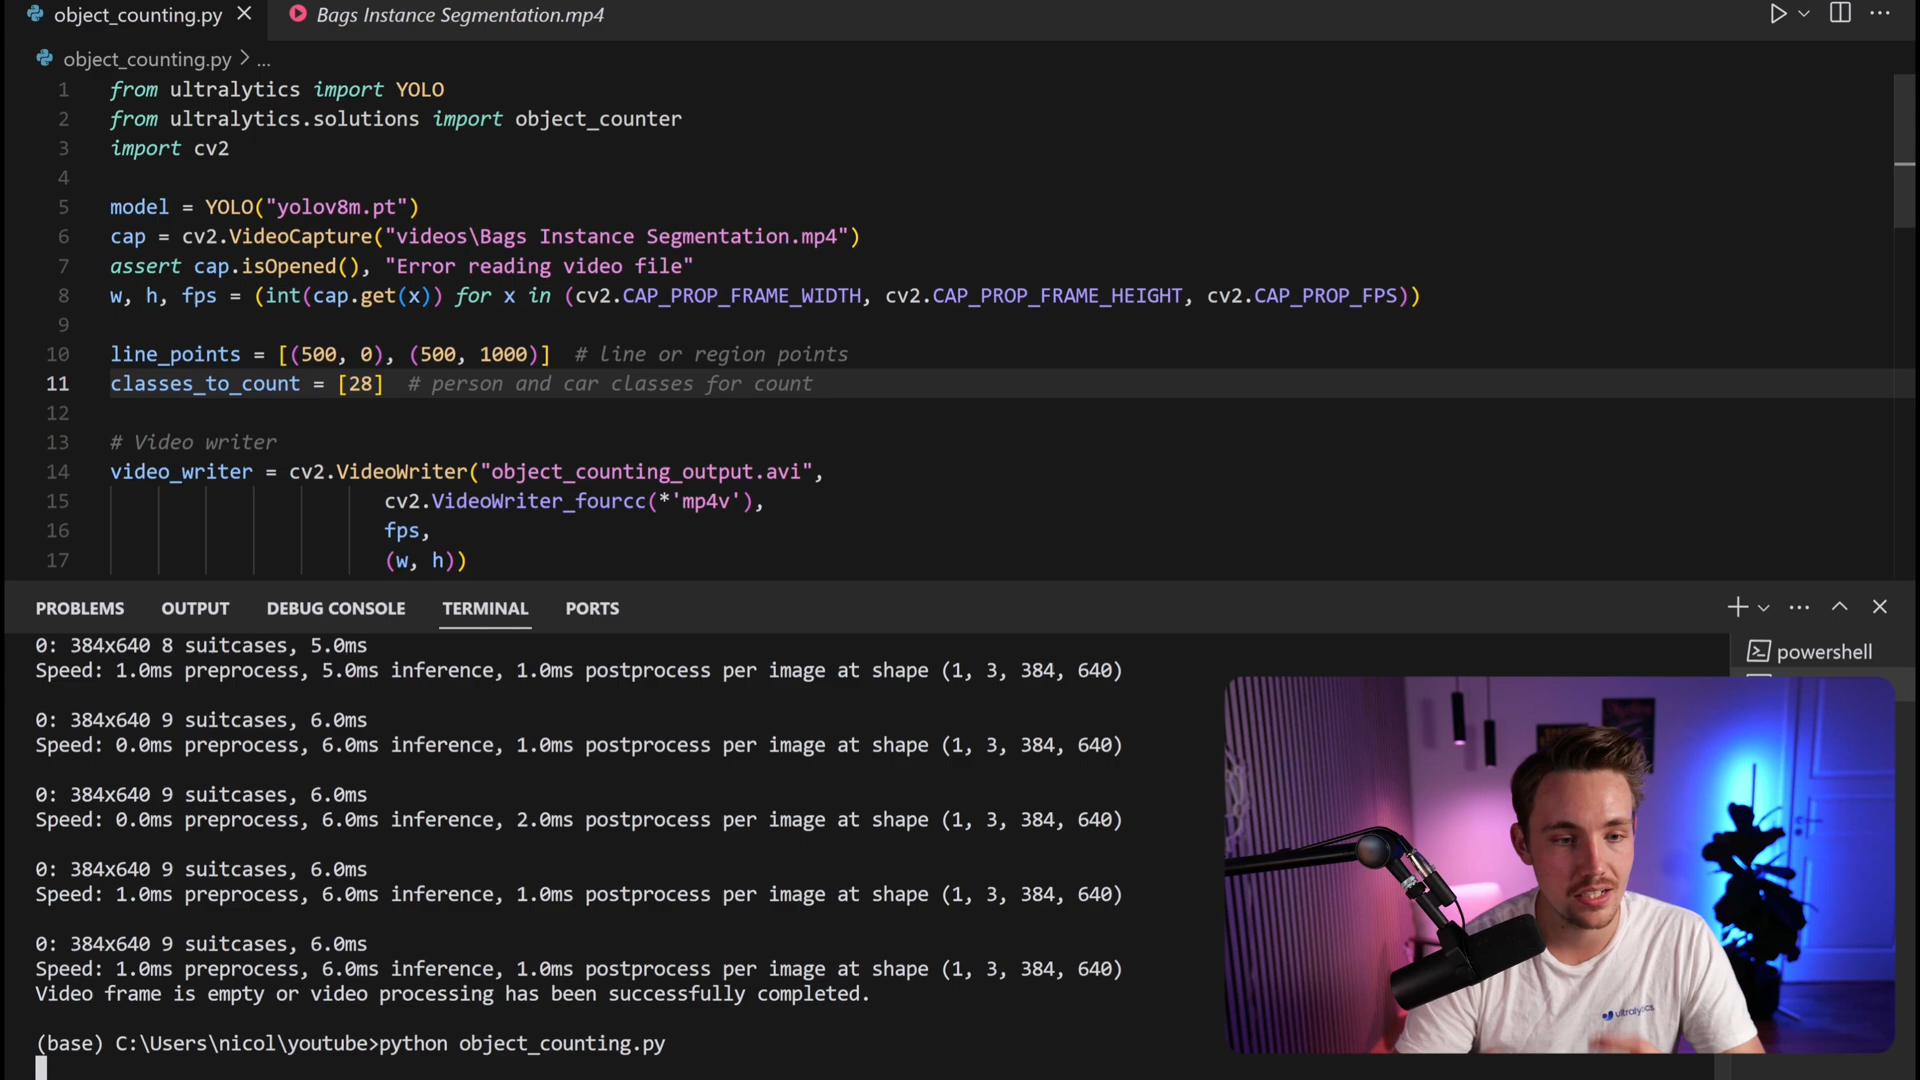 object_counting.py
Bags Instance Segmentation.mp4
object_counting.py > ...
1 from ultralytics import YOLO
2 from ultralytics.solutions import object_counter
3 import cv2
4
5 model = YOLO("yolov8m.pt")
6 cap = cv2.VideoCapture("videos\Bags Instance Segmentation.mp4")
7 assert cap.isOpened(), "Error reading video file"
8 w, h, fps = (int(cap.get(x)) for x in (cv2.CAP_PROP_FRAME_WIDTH, cv2.CAP_PROP_FRAME_HEIGHT, cv2.CAP_PROP_FPS))
9
10 line_points = [(500, 0), (500, 1000)]  # line or region points
11 classes_to_count = [28]  # person and car classes for count
12
13 # Video writer
14 video_writer = cv2.VideoWriter("object_counting_output.avi",
15 cv2.VideoWriter_fourcc(*'mp4v'),
16 fps,
17 (w, h))
PROBLEMS OUTPUT DEBUG CONSOLE TERMINAL PORTS
powershell
0: 384x640 8 suitcases, 5.0ms
Speed: 1.0ms preprocess, 5.0ms inference, 1.0ms postprocess per image at shape (1, 3, 384, 640)
0: 384x640 9 suitcases, 6.0ms
Speed: 0.0ms preprocess, 6.0ms inference, 1.0ms postprocess per image at shape (1, 3, 384, 640)
0: 384x640 9 suitcases, 6.0ms
Speed: 0.0ms preprocess, 6.0ms inference, 2.0ms postprocess per image at shape (1, 3, 384, 640)
0: 384x640 9 suitcases, 6.0ms
Speed: 1.0ms preprocess, 6.0ms inference, 1.0ms postprocess per image at shape (1, 3, 384, 640)
0: 384x640 9 suitcases, 6.0ms
Speed: 1.0ms preprocess, 6.0ms inference, 1.0ms postprocess per image at shape (1, 3, 384, 640)
Video frame is empty or video processing has been successfully completed.
(base) C:\Users\nicol\youtube>python object_counting.py
ultralytics